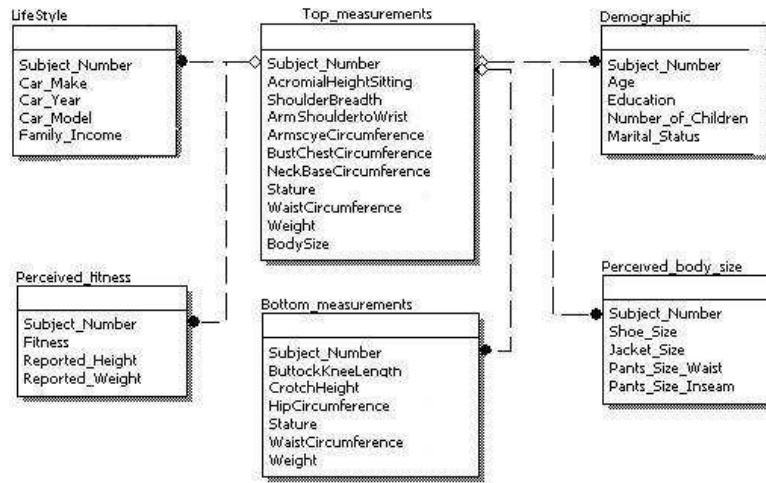 LifeStyle
Subject_Number
Car_Make
Car_Year
Car_Model
Family_Income
Top_measurements
Subject_Number
AcromialHeightSitting
ShoulderBreadth
ArmShouldertoWrist
ArmscyeCircumference
BustChestCircumference
NeckBaseCircumference
Stature
WaistCircumference
Weight
BodySize
Demographic
Subject_Number
Age
Education
Number_of_Children
Marital_Status
Perceived_fitness
Subject_Number
Fitness
Reported_Height
Reported_Weight
Bottom_measurements
Subject_Number
ButtockKneeLength
CrotchHeight
HipCircumference
Stature
WaistCircumference
Weight
Perceived_body_size
Subject_Number
Shoe_Size
Jacket_Size
Pants_Size_Waist
Pants_Size_Inseam